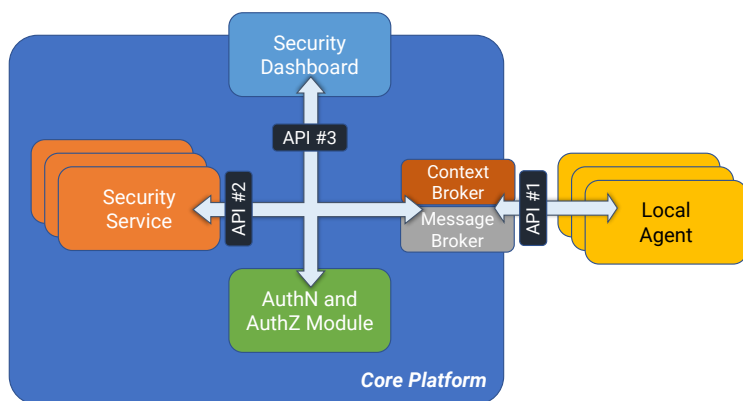 Security
Dashboard
API #3
Security
Service
API #2
Context
Broker
Message
Broker
API #1
Local
Agent
AuthN and
AuthZ Module
Core Platform